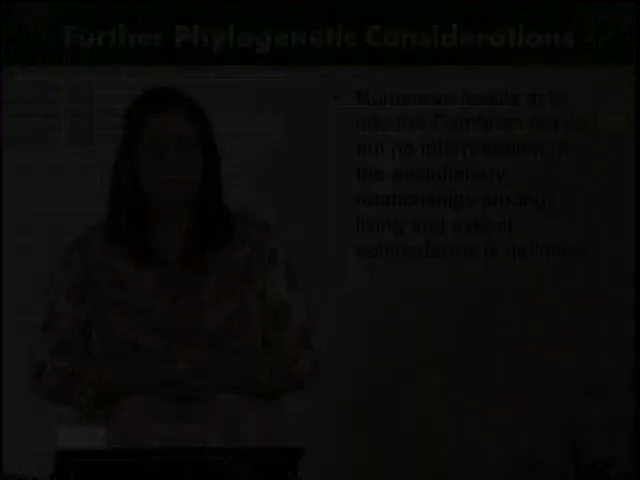 Further Phylogenetic Considerations
• Numerous fossils date
into the Cambrian period
but no interpretation of
the evolutionary
relationships among
living and extinct
echinoderms is definitive